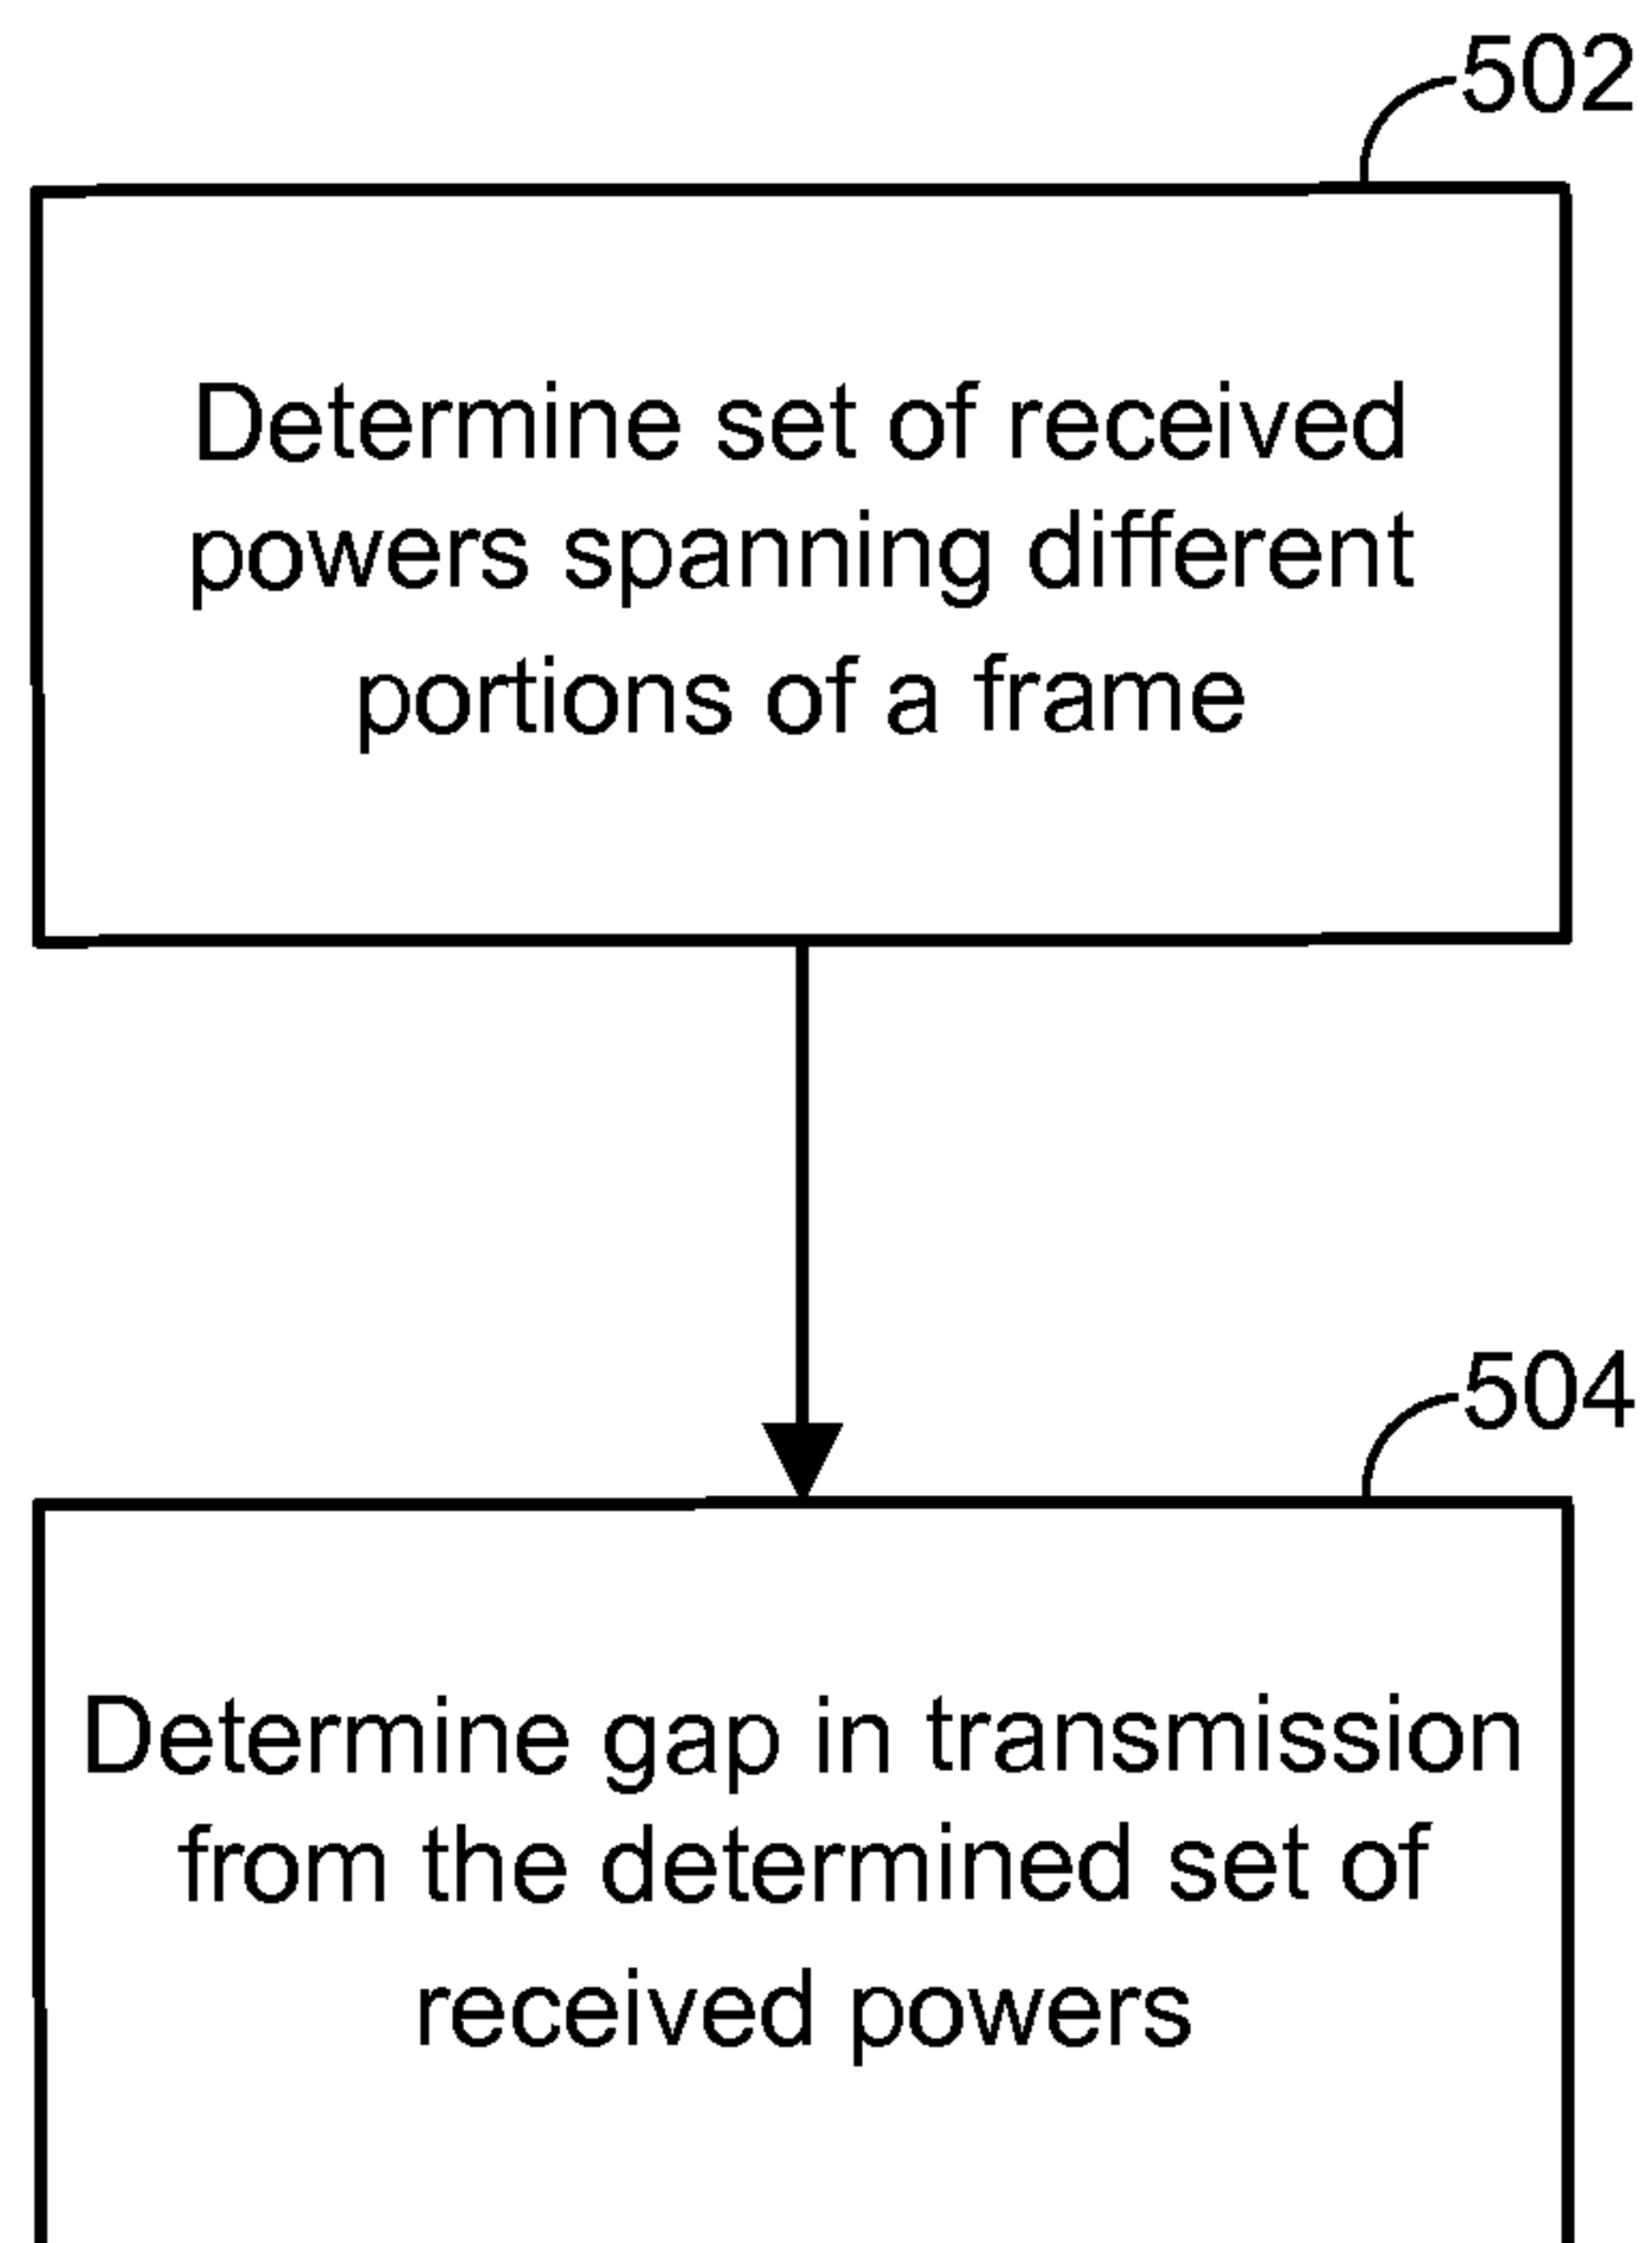 502
Determine set of received
powers spanning different
portions of a frame
504
Determine gap in transmission
from the determined set of
received powers